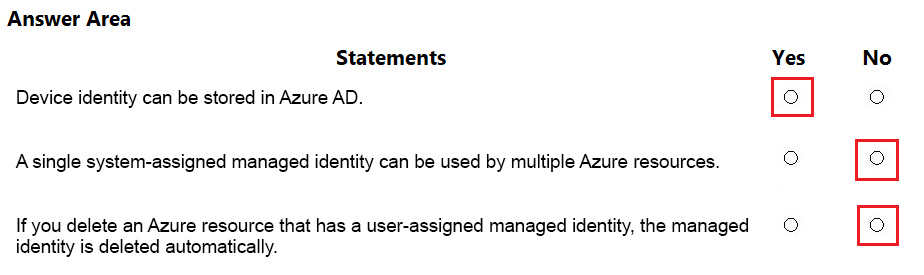 Answer Area
Statements Yes No
Device identity can be stored in Azure AD.
A single system-assigned managed identity can be used by multiple Azure resources.
If you delete an Azure resource that has a user-assigned managed identity, the managed
identity is deleted automatically.